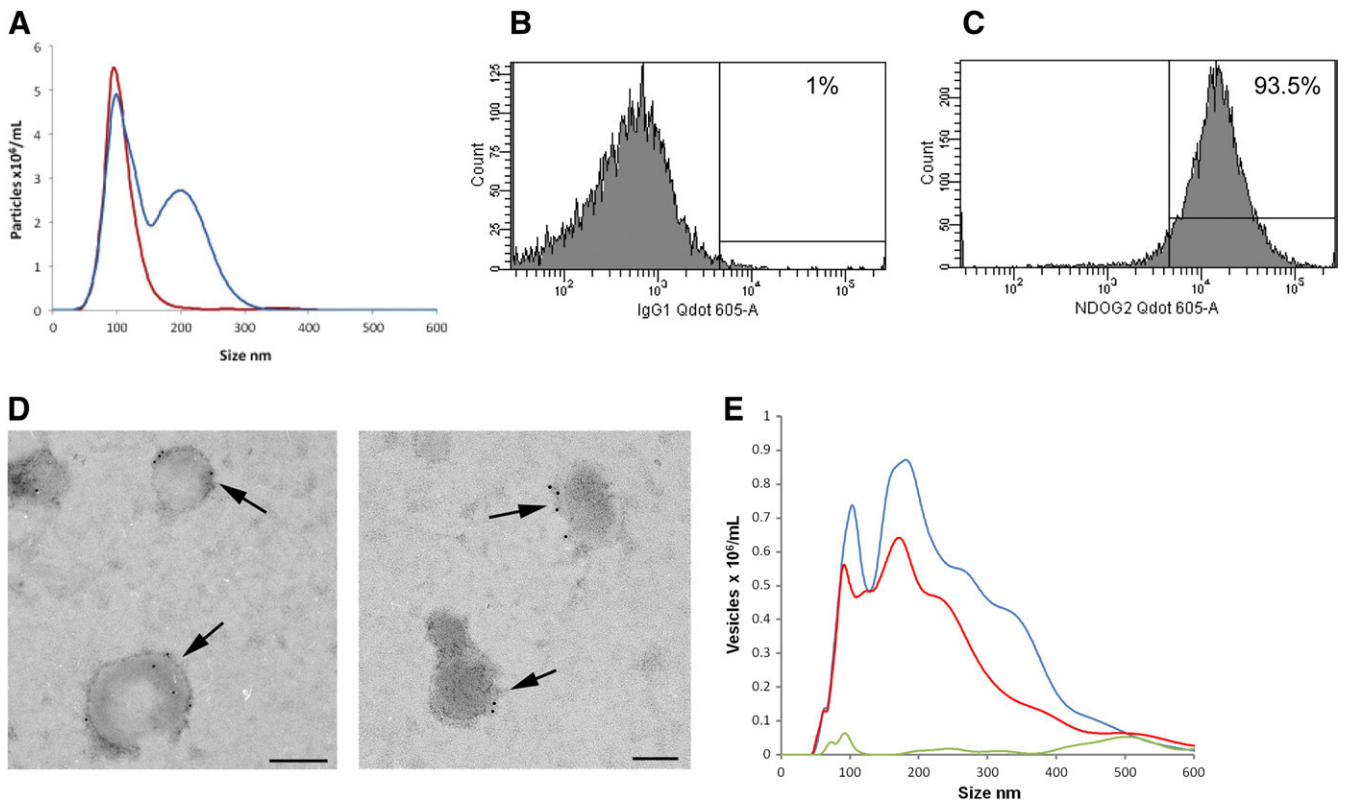 A
6
5
4
3
2
1
0
Particles x10⁶/mL
0 100 200 300 400 500 600
Size nm
B
1%
125
100
75
50
25
0
Count
10² 10³ 10⁴ 10⁵
IgG1 Qdot 605-A
C
93.5%
200
150
100
50
0
Count
10² 10³ 10⁴ 10⁵
NDOG2 Qdot 605-A
D
E
1
0.9
0.8
0.7
0.6
0.5
0.4
0.3
0.2
0.1
0
Vesicles x 10⁶/mL
0 100 200 300 400 500 600
Size nm